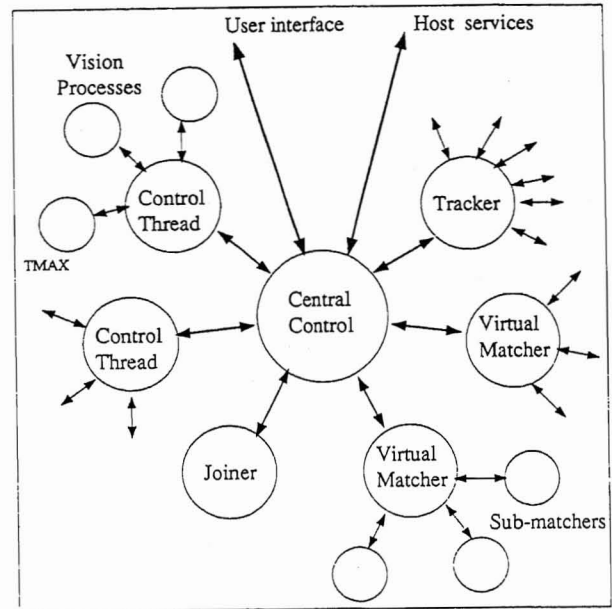 User interface
Host services
Vision
Processes
Control
Thread
Tracker
TMAX
Central
Control
Control
Thread
Virtual
Matcher
Joiner
Virtual
Matcher
Sub-matchers